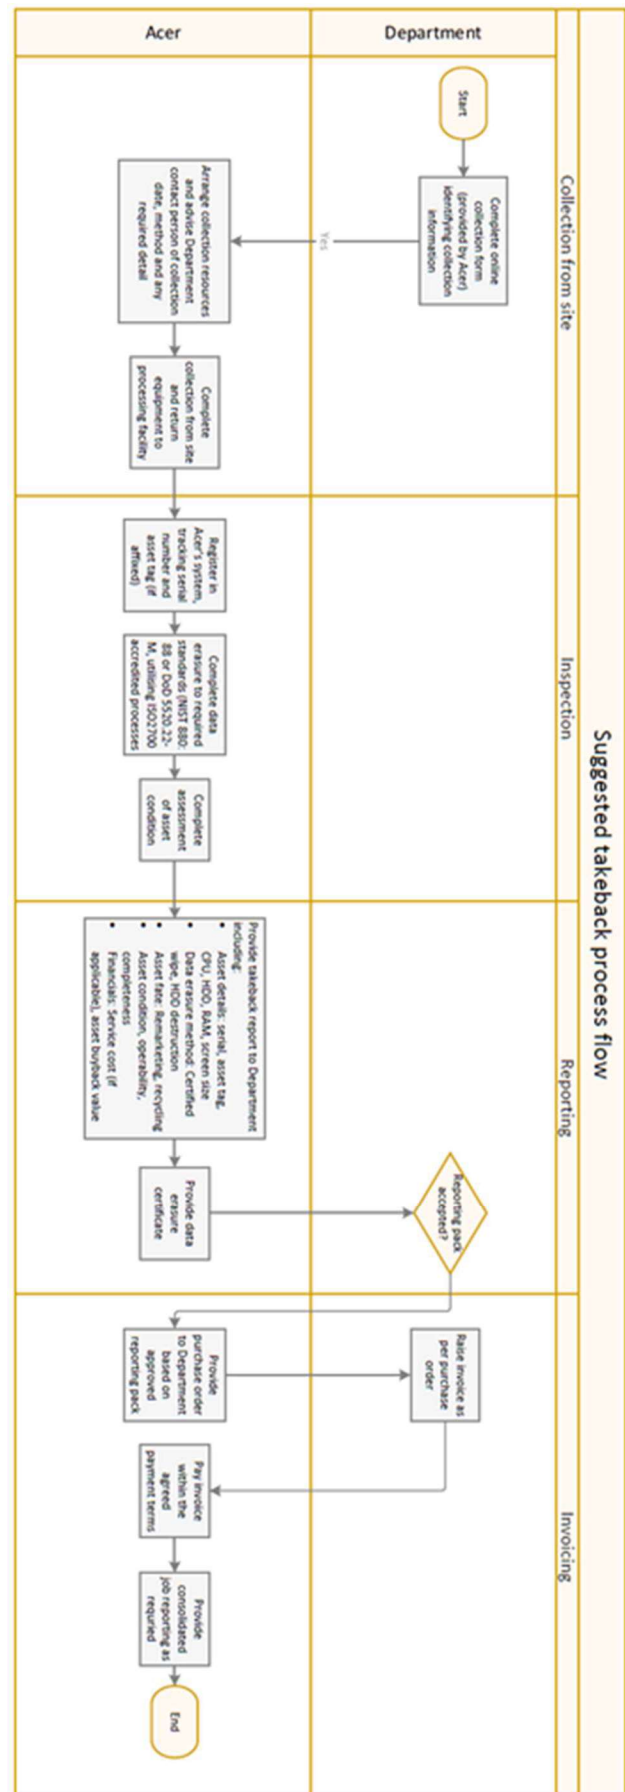 Suggested takeback process flow
Collection from site
Inspection
Reporting
Invoicing
Department
Start
Complete online
collection form
(provided by Acer)
identifying collection
information
Yes
Reporting pack
accepted?
Raise invoice as
per purchase
order
Acer
Arrange collection resources
and advise Department
contact person of collection
date, method and any
required detail
Complete
collection from site
and return
equipment to
processing facility
Register in
Acer's system,
tracking serial
number and
asset tag (if
affixed)
Complete data
erasure to required
standards (NIST 880:
88 or DoD 5520.22-
M, utilising ISO2700
accredited processes
Complete
assessment
of asset
condition
Provide takeback report to Department
including:
• Asset details: serial, asset tag,
CPU, HDD, RAM, screen size
• Data erasure method: Certified
wipe, HDD destruction
• Asset fate: Remarketing, recycling
• Asset condition, operability,
completeness
• Financials: Service cost (if
applicable), asset buyback value
Provide data
erasure
certificate
Provide
purchase order
to Department
based on
approved
reporting pack
Pay invoice
within the
agreed
payment terms
Provide
consolidated
job reporting as
requried
End